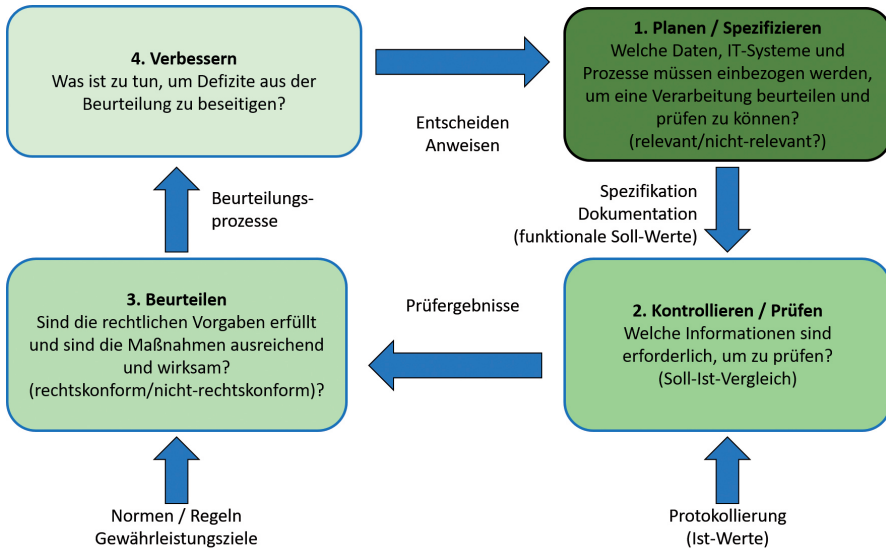 4. Verbessern
Was ist zu tun, um Defizite aus der
Beurteilung zu beseitigen?
Entscheiden
Anweisen
1. Planen / Spezifizieren
Welche Daten, IT-Systeme und
Prozesse müssen einbezogen werden,
um eine Verarbeitung beurteilen und
prüfen zu können?
(relevant/nicht-relevant?)
Beurteilungs-
prozesse
Spezifikation
Dokumentation
(funktionale Soll-Werte)
3. Beurteilen
Sind die rechtlichen Vorgaben erfüllt
und sind die Maßnahmen ausreichend
und wirksam?
(rechtskonform/nicht-rechtskonform)?
Prüfergebnisse
2. Kontrollieren / Prüfen
Welche Informationen sind
erforderlich, um zu prüfen?
(Soll-Ist-Vergleich)
Normen / Regeln
Gewährleistungsziele
Protokollierung
(Ist-Werte)